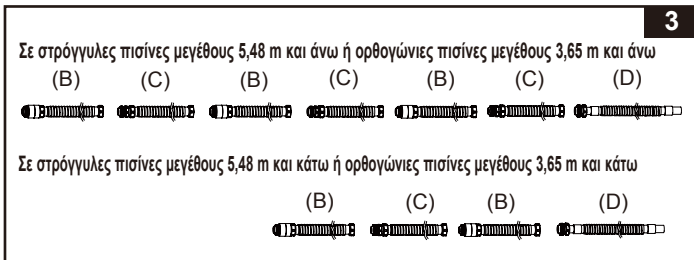 3
Σε στρόγγυλες πισίνες μεγέθους 5,48 m και άνω ή ορθογώνιες πισίνες μεγέθους 3,65 m και άνω
(B) (C) (B) (C) (B) (C) (D)
Σε στρόγγυλες πισίνες μεγέθους 5,48 m και κάτω ή ορθογώνιες πισίνες μεγέθους 3,65 m και κάτω
(B) (C) (B) (D)